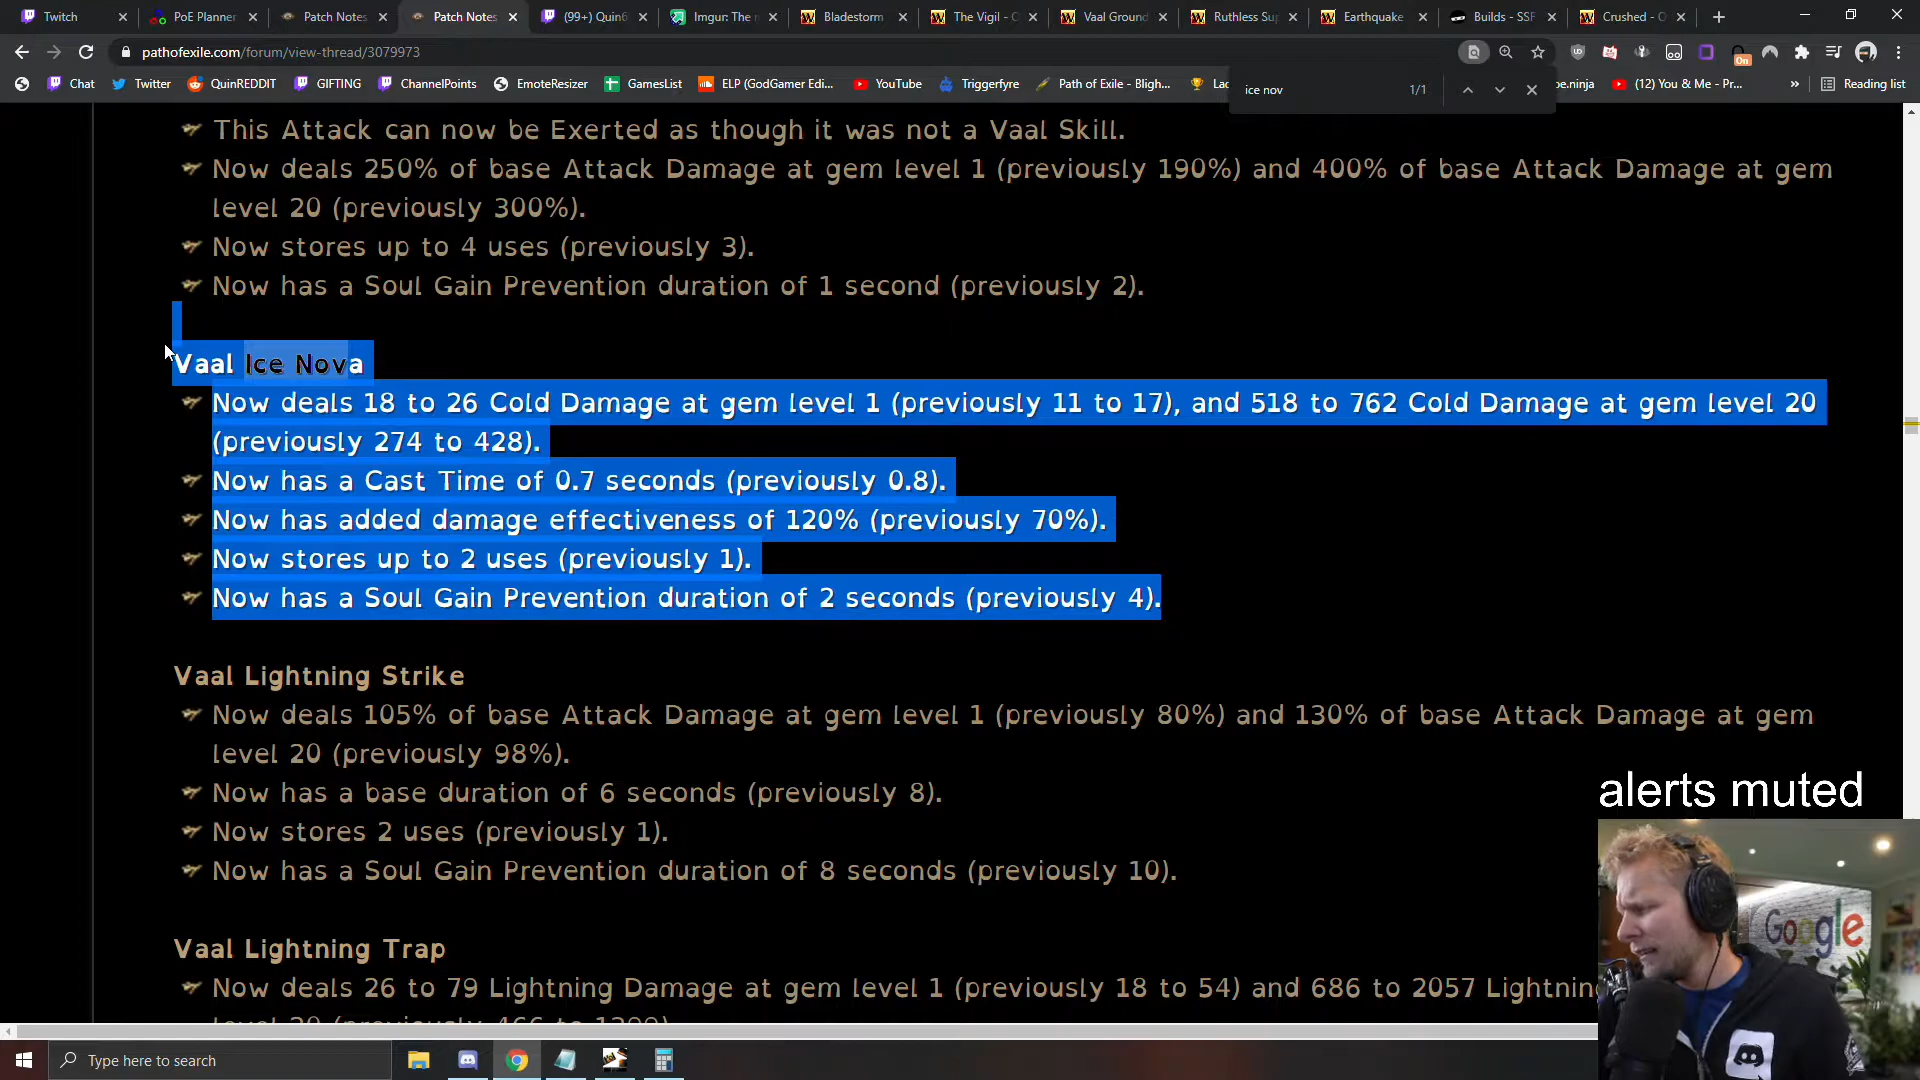 Twitch
PoE Planner
Patch Notes
Patch Notes
(99+) Quin6
Imgur: The m
Bladestorm
The Vigil - O
Vaal Ground
Ruthless Sup
Earthquake
Builds - SSF
Crushed - O
pathofexile.com/forum/view-thread/3079973
On
Chat
Twitter
QuinREDDIT
GIFTING
ChannelPoints
EmoteResizer
GamesList
ELP (GodGamer Edi...
YouTube
Triggerfyre
Path of Exile - Bligh...
Lad
(12) You & Me - Pr...
»
Reading list
ice nov
1/1
This Attack can now be Exerted as though it was not a Vaal Skill.
Now deals 250% of base Attack Damage at gem level 1 (previously 190%) and 400% of base Attack Damage at gem
level 20 (previously 300%).
Now stores up to 4 uses (previously 3).
Now has a Soul Gain Prevention duration of 1 second (previously 2).
Vaal Ice Nova
Now deals 18 to 26 Cold Damage at gem level 1 (previously 11 to 17), and 518 to 762 Cold Damage at gem level 20
(previously 274 to 428).
Now has a Cast Time of 0.7 seconds (previously 0.8).
Now has added damage effectiveness of 120% (previously 70%).
Now stores up to 2 uses (previously 1).
Now has a Soul Gain Prevention duration of 2 seconds (previously 4).
Vaal Lightning Strike
Now deals 105% of base Attack Damage at gem level 1 (previously 80%) and 130% of base Attack Damage at gem
level 20 (previously 98%).
Now has a base duration of 6 seconds (previously 8).
Now stores 2 uses (previously 1).
Now has a Soul Gain Prevention duration of 8 seconds (previously 10).
alerts muted
Vaal Lightning Trap
Now deals 26 to 79 Lightning Damage at gem level 1 (previously 18 to 54) and 686 to 2057 Lightnin
Google
Type here to search